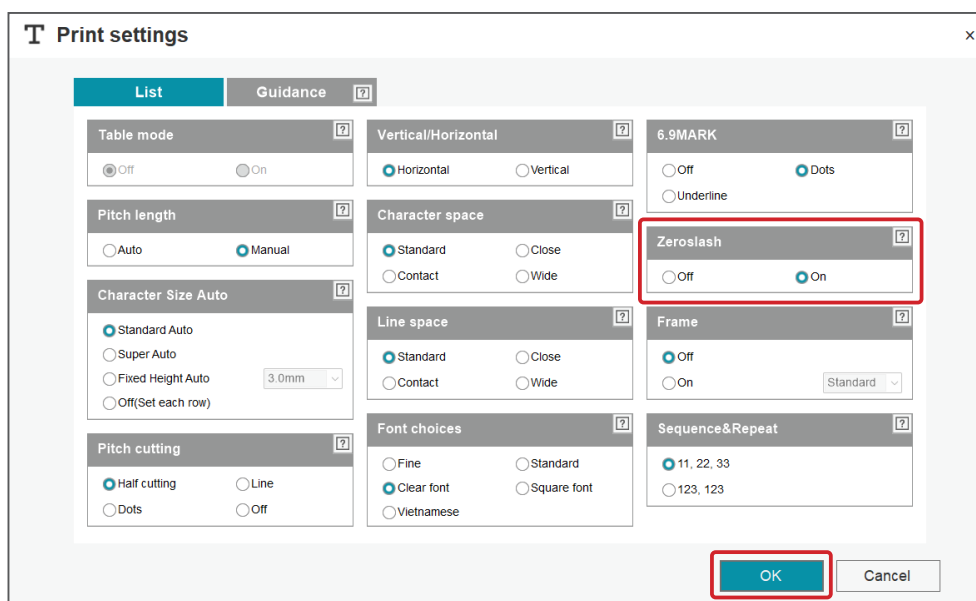 T Print settings ×
List Guidance ?
Table mode ?
Off On
Pitch length ?
Auto Manual
Character Size Auto ?
Standard Auto
Super Auto
Fixed Height Auto 3.0mm
Off(Set each row)
Pitch cutting ?
Half cutting Line
Dots Off
Vertical/Horizontal ?
Horizontal Vertical
Character space ?
Standard Close
Contact Wide
Line space ?
Standard Close
Contact Wide
Font choices ?
Fine Standard
Clear font Square font
Vietnamese
6.9MARK ?
Off Dots
Underline
Zeroslash ?
Off On
Frame ?
Off
On Standard
Sequence&Repeat ?
11, 22, 33
123, 123
OK Cancel